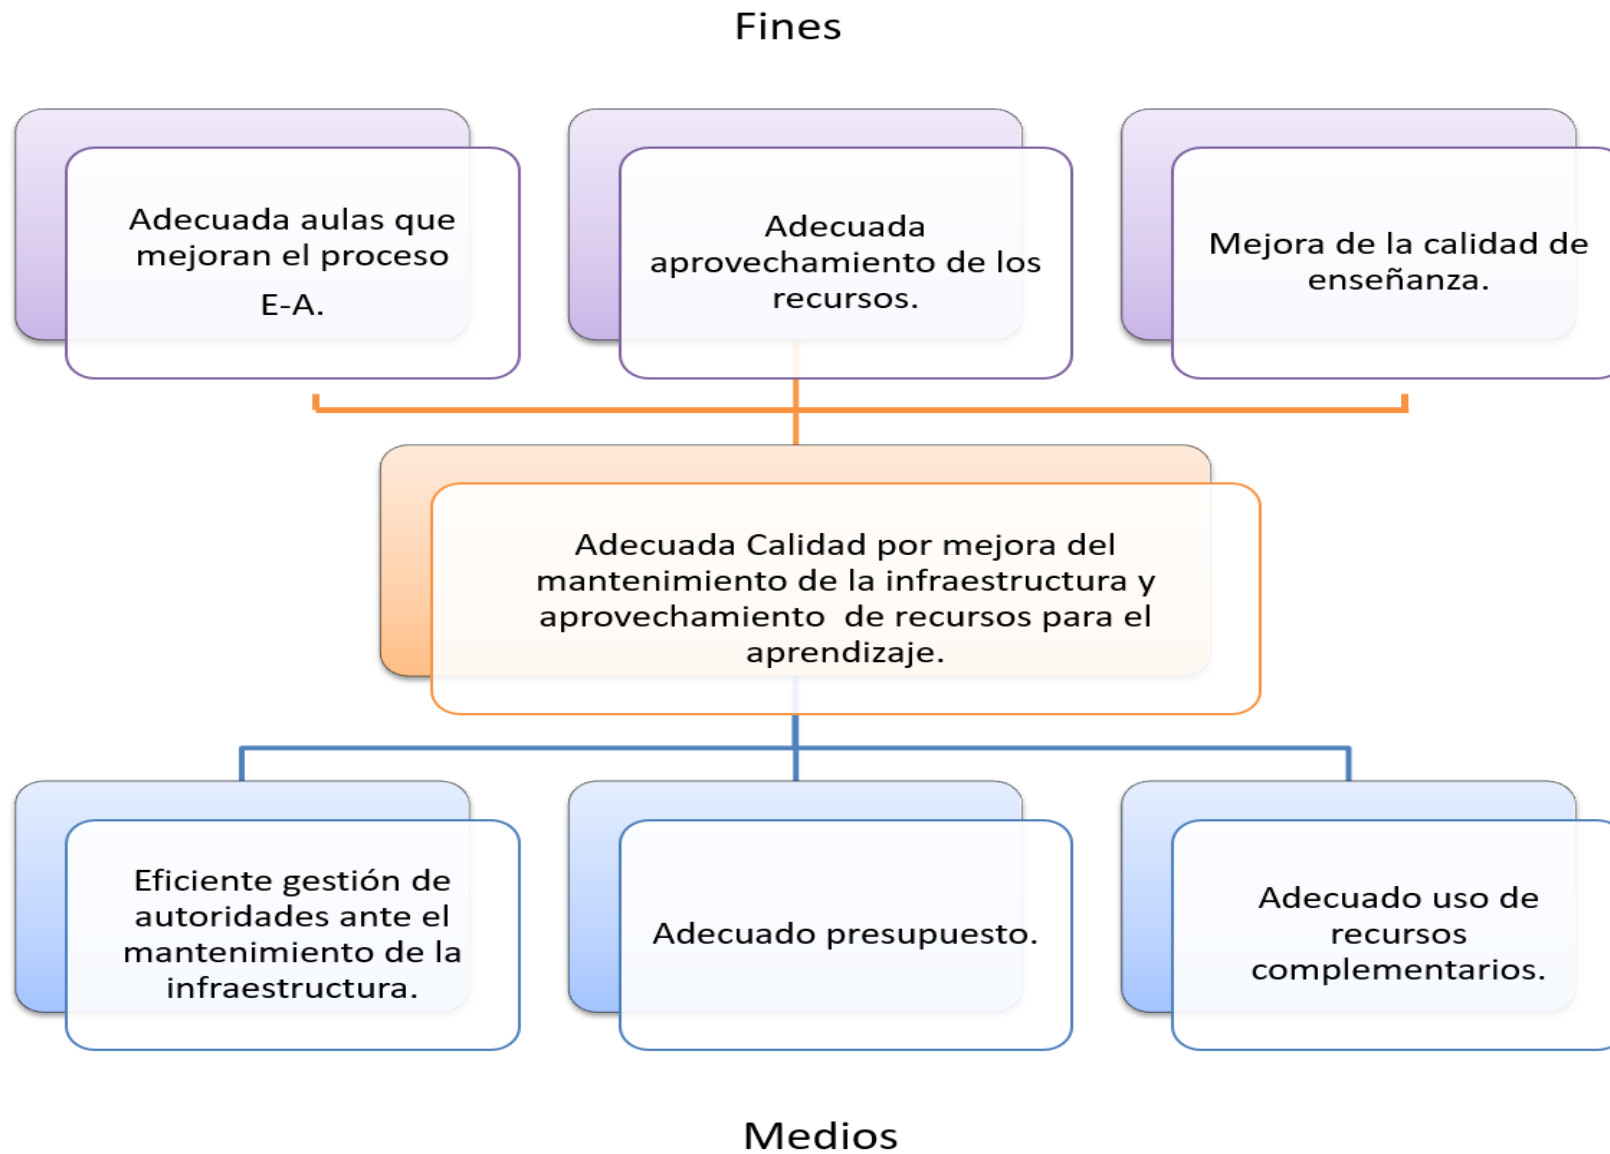 Fines
Adecuada aulas que
mejoran el proceso
E-A.
Adecuada
aprovechamiento de los
recursos.
Mejora de la calidad de
enseñanza.
Adecuada Calidad por mejora del
mantenimiento de la infraestructura y
aprovechamiento  de recursos para el
aprendizaje.
Eficiente gestión de
autoridades ante el
mantenimiento de la
infraestructura.
Adecuado presupuesto.
Adecuado uso de
recursos
complementarios.
Medios